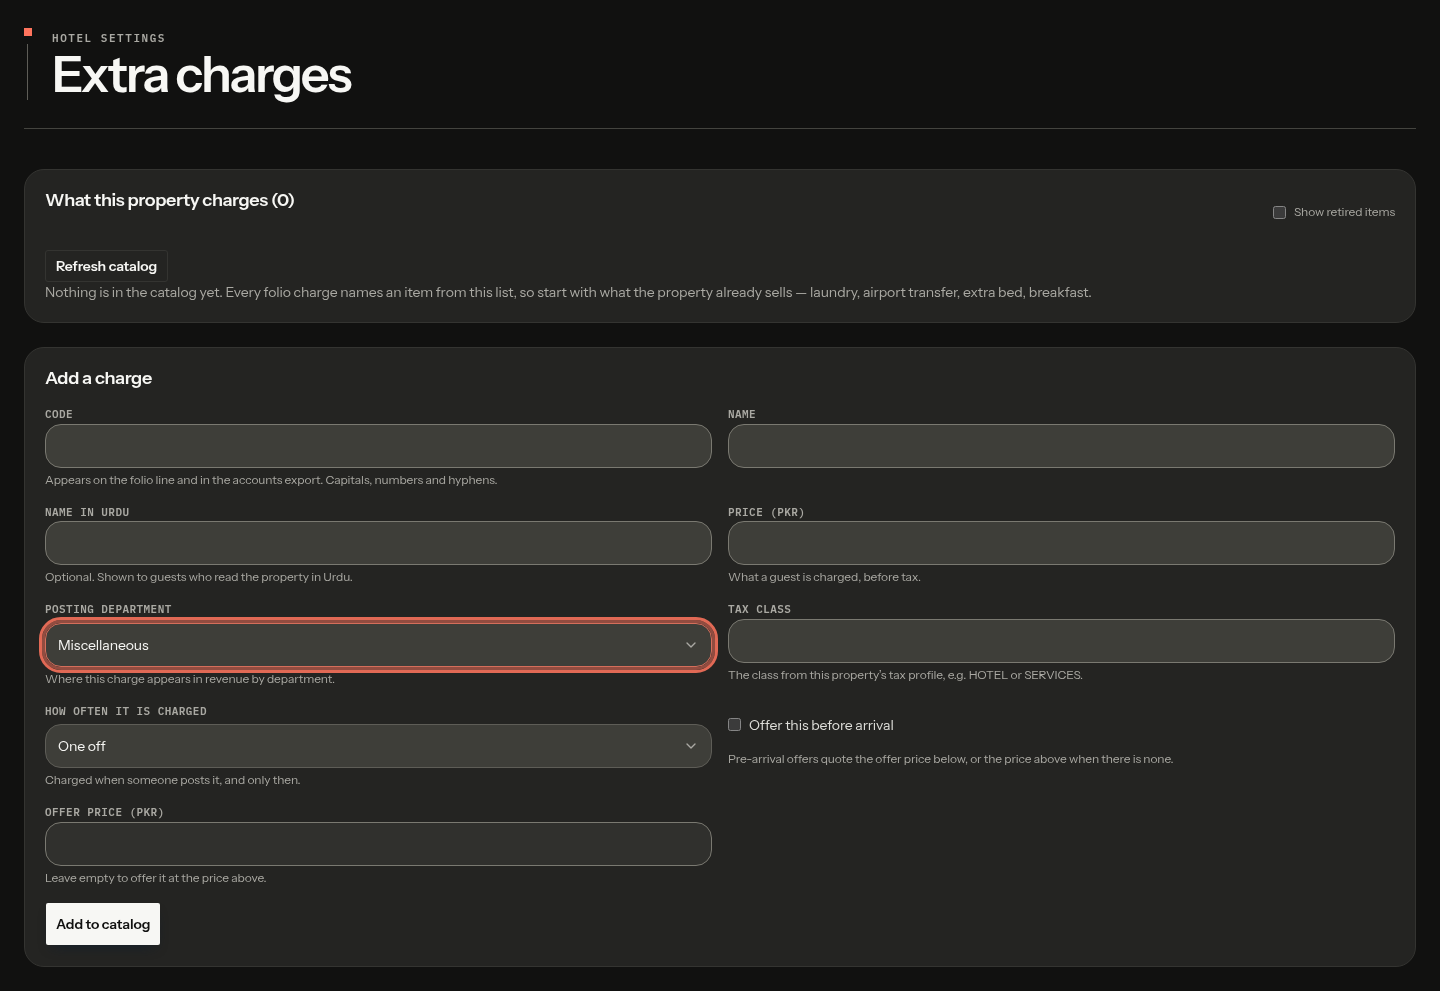 HOTEL SETTINGS
Extra charges
What this property charges (0)
Show retired items
Refresh catalog
Nothing is in the catalog yet. Every folio charge names an item from this list, so start with what the property already sells — laundry, airport transfer, extra bed, breakfast.
Add a charge
CODE
NAME
Appears on the folio line and in the accounts export. Capitals, numbers and hyphens.
NAME IN URDU
PRICE (PKR)
Optional. Shown to guests who read the property in Urdu.
What a guest is charged, before tax.
POSTING DEPARTMENT
TAX CLASS
Miscellaneous
Where this charge appears in revenue by department.
The class from this property's tax profile, e.g. HOTEL or SERVICES.
HOW OFTEN IT IS CHARGED
One off
Offer this before arrival
Charged when someone posts it, and only then.
Pre-arrival offers quote the offer price below, or the price above when there is none.
OFFER PRICE (PKR)
Leave empty to offer it at the price above.
Add to catalog